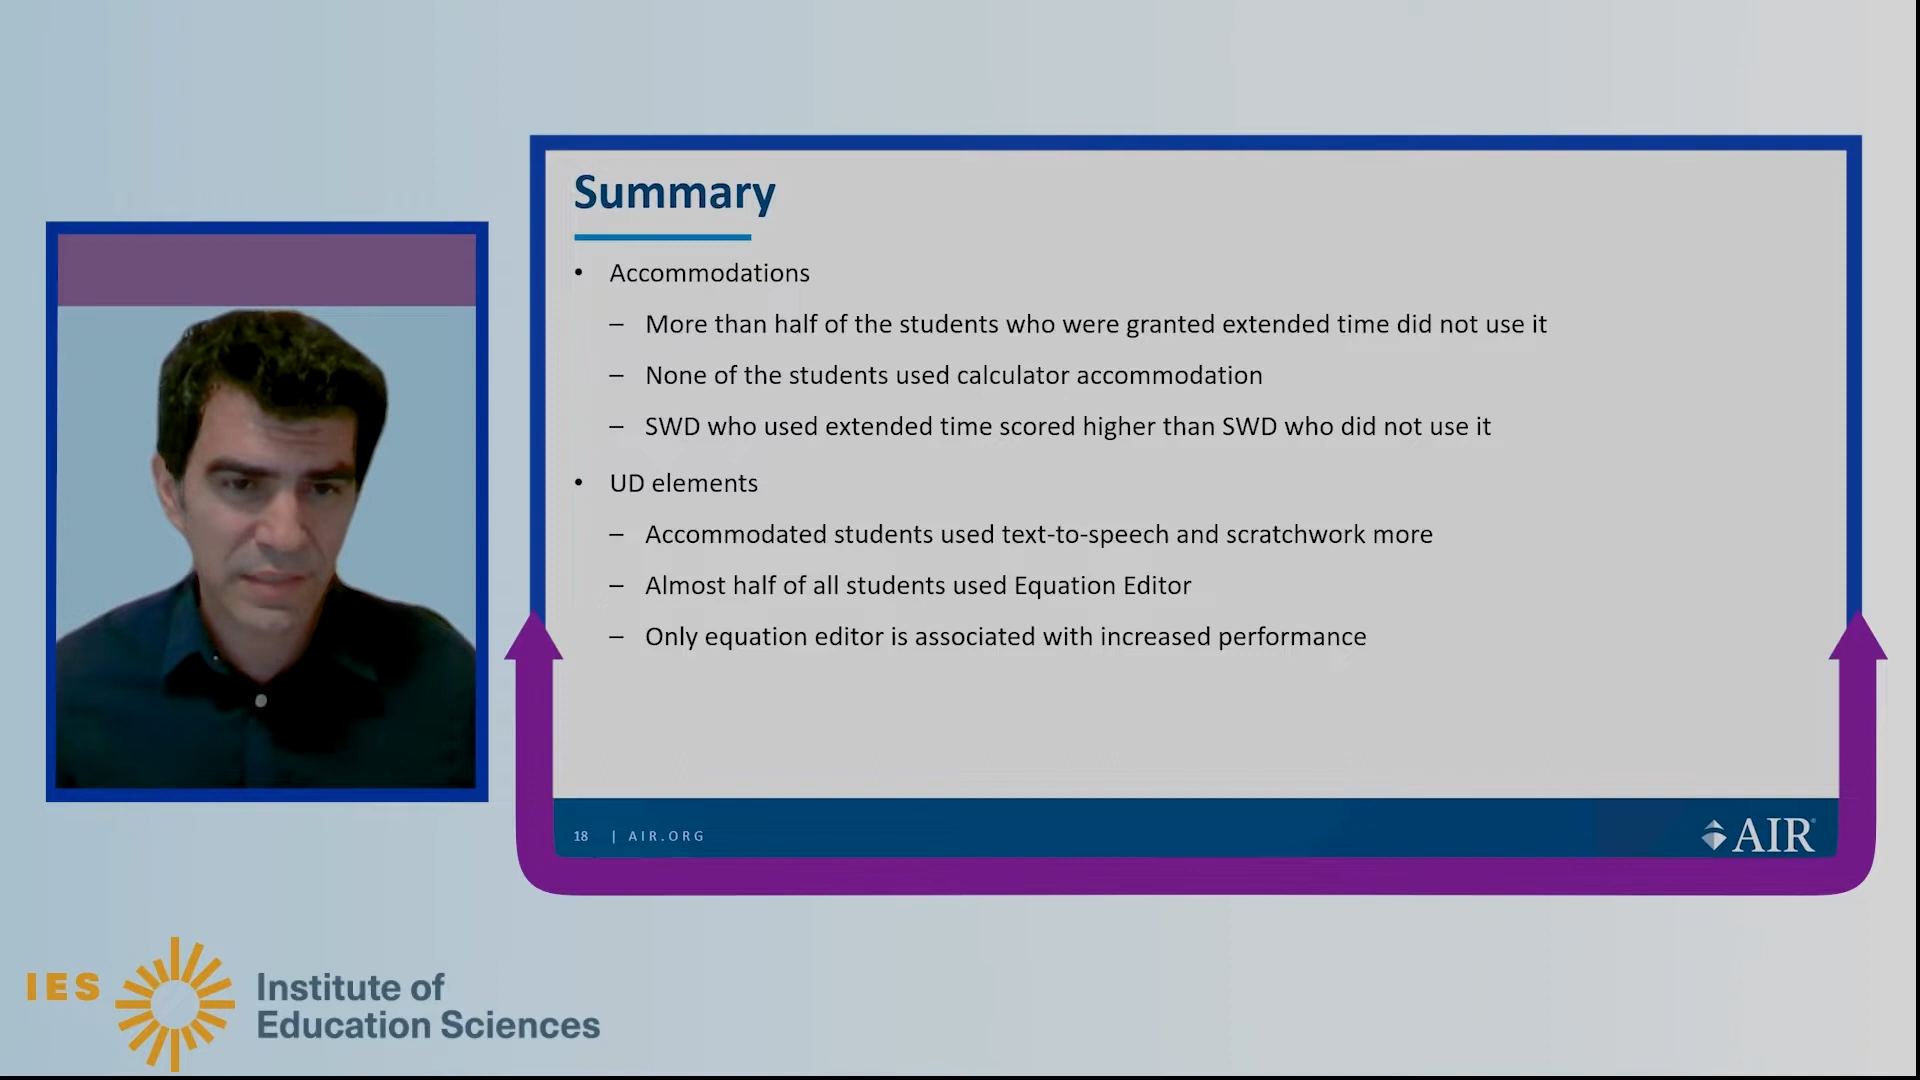 Summary
• Accommodations
– More than half of the students who were granted extended time did not use it
– None of the students used calculator accommodation
– SWD who used extended time scored higher than SWD who did not use it
• UD elements
– Accommodated students used text-to-speech and scratchwork more
– Almost half of all students used Equation Editor
– Only equation editor is associated with increased performance
18 | AIR.ORG
AIR®
IES
Institute of
Education Sciences